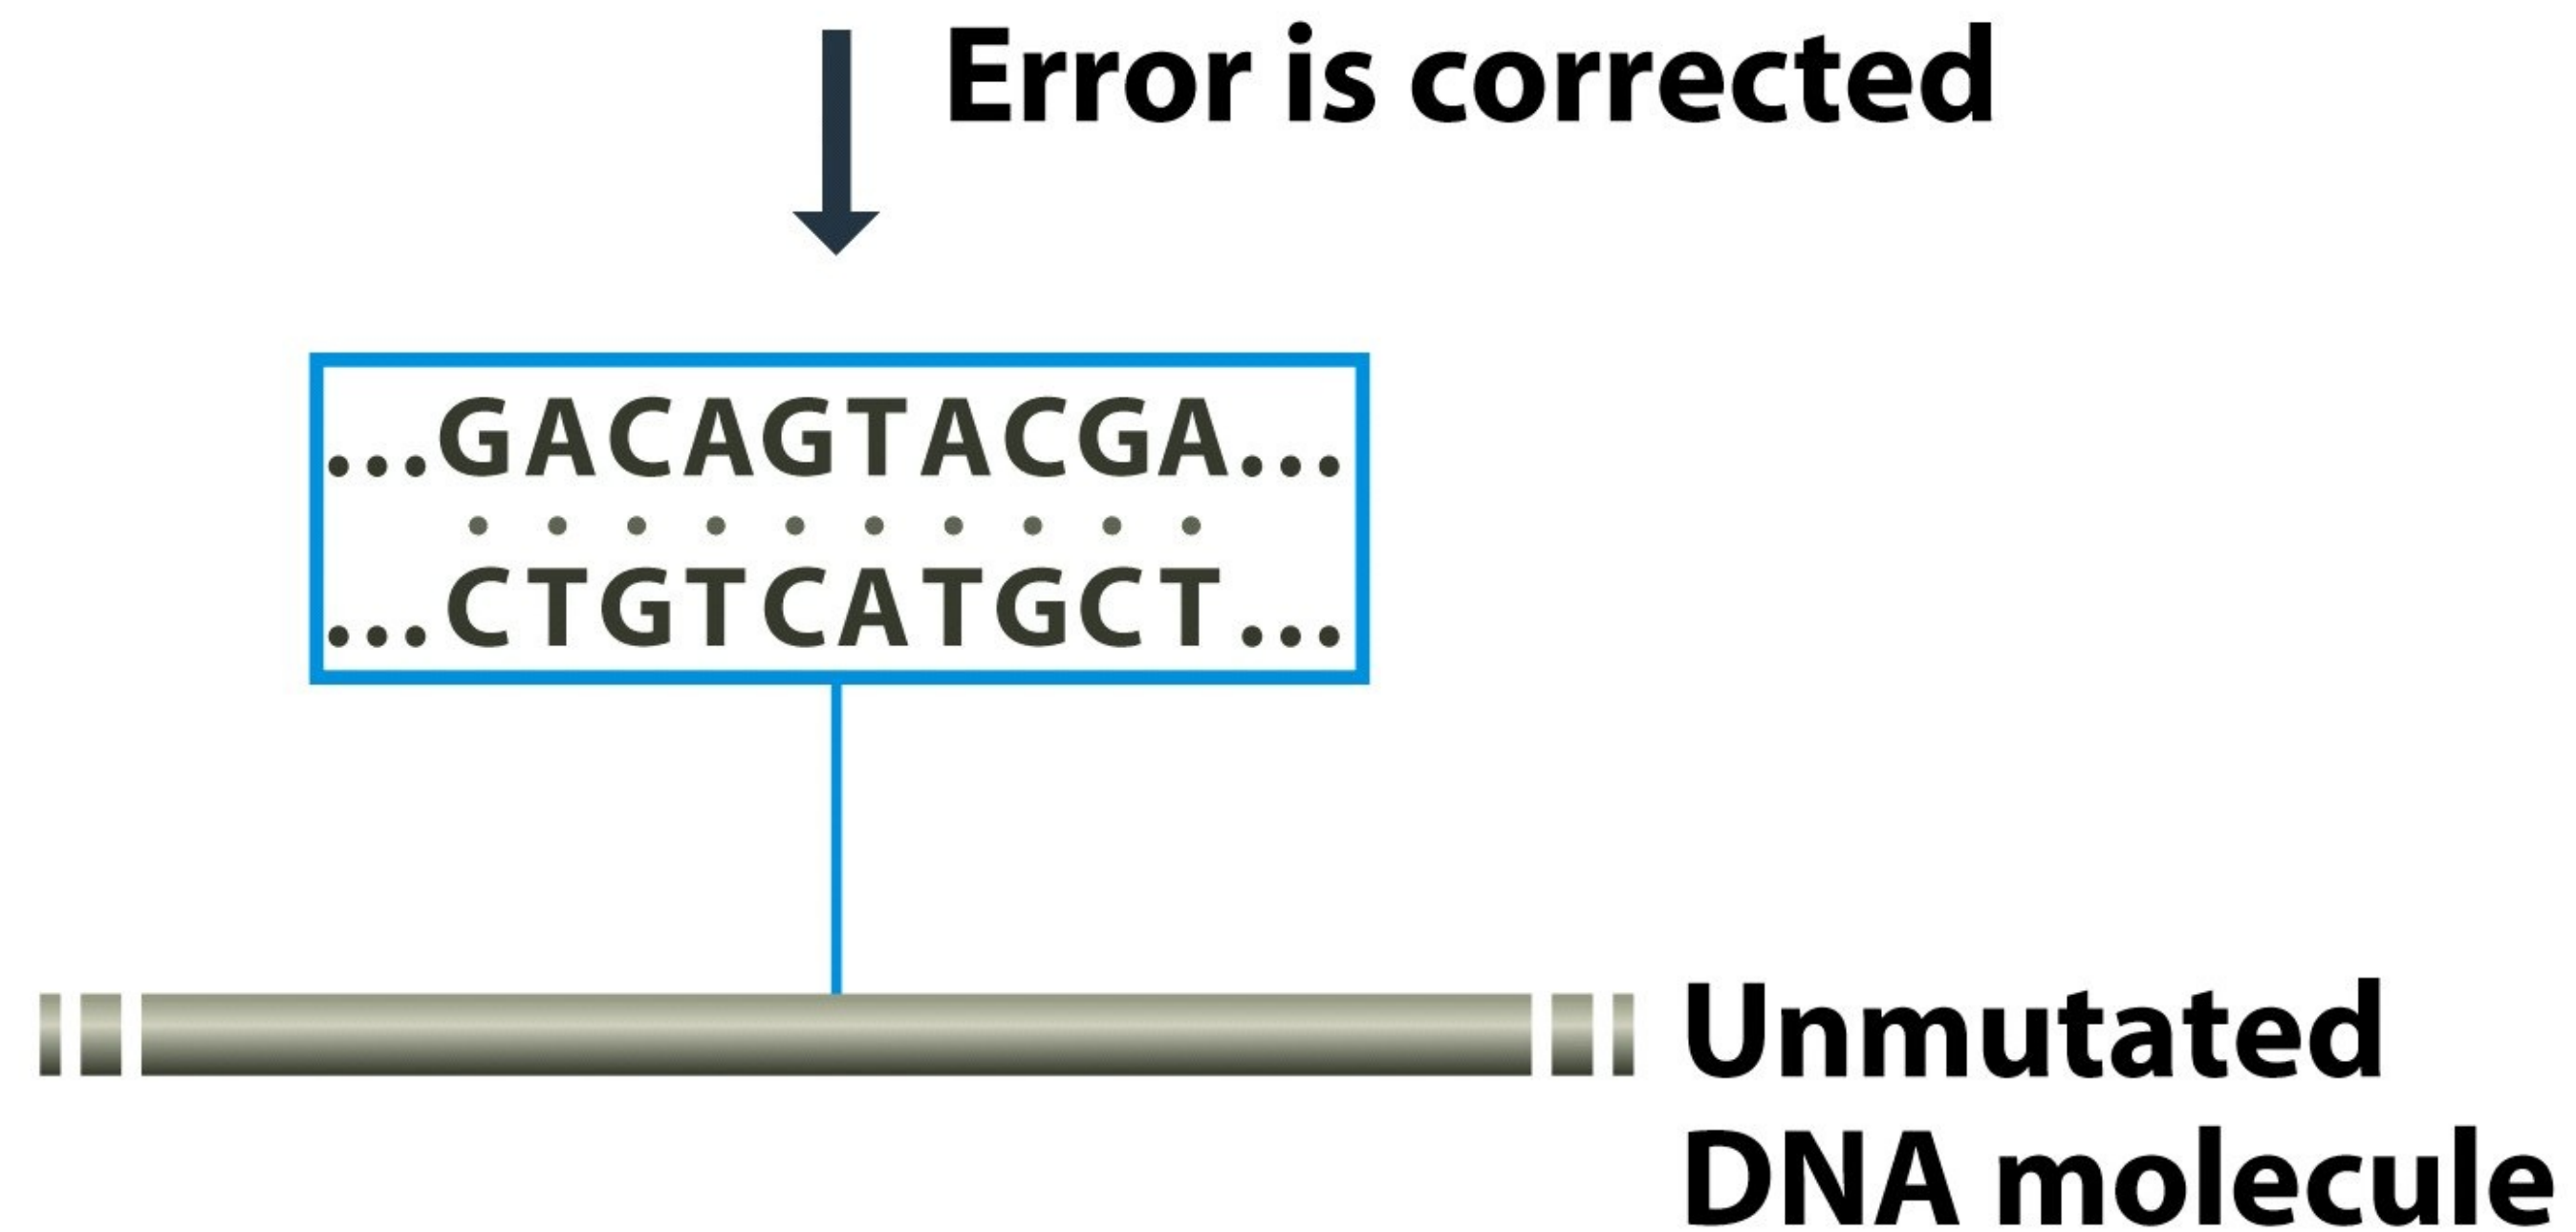 Error is corrected
...GACAGTACGA...
...CTGTCATGCT...
Unmutated
DNA molecule